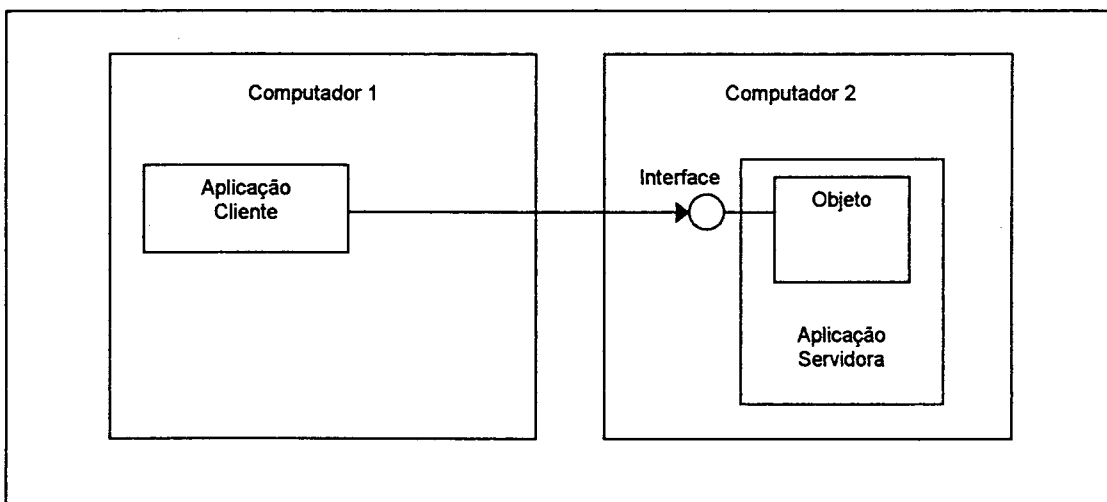 Computador 1
Computador 2
Aplicação
Cliente
Interface
Objeto
Aplicação
Servidora